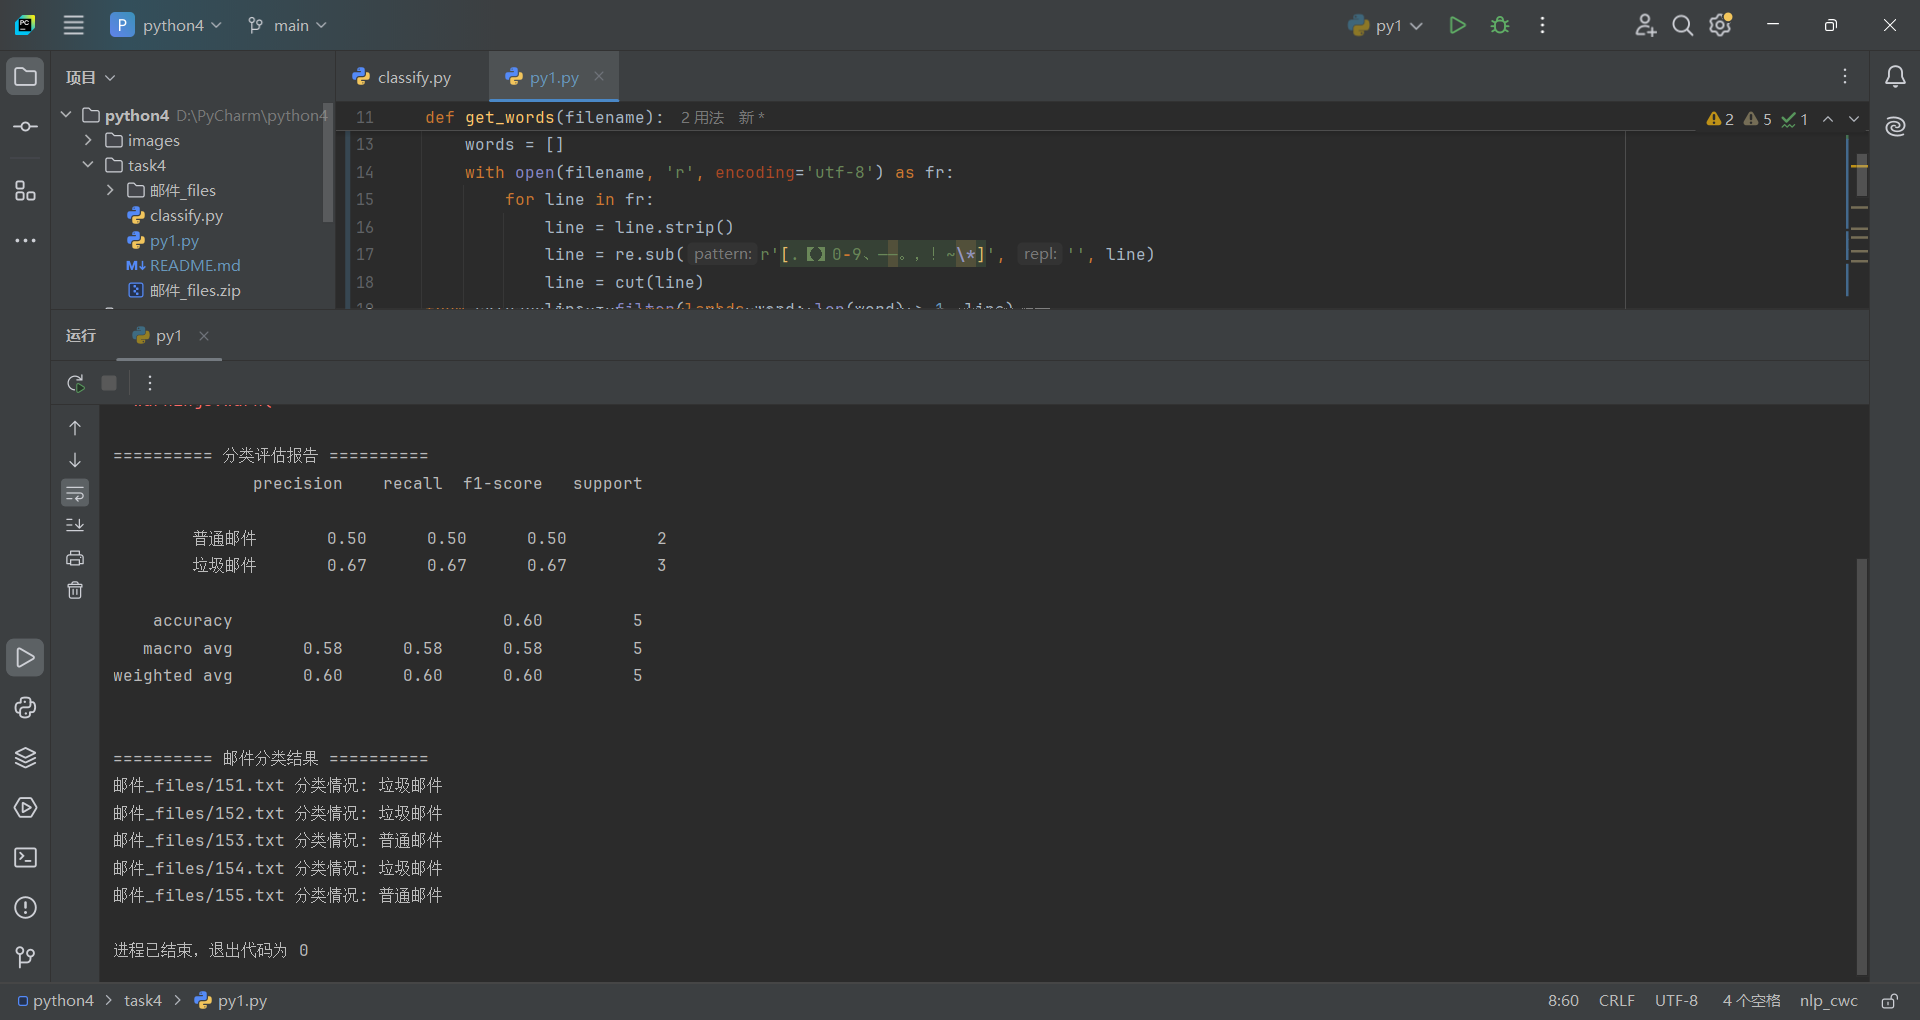 P python4 main py1
项目
python4 D:\PyCharm\python4
images
task4
邮件_files
classify.py
py1.py
README.md
邮件_files.zip
classify.py py1.py
11 def get_words(filename): 2 用法 新 *
2 5 1
13 words = []
14 with open(filename, 'r', encoding='utf-8') as fr:
15 for line in fr:
16 line = line.strip()
17 line = re.sub( pattern: r'[.【】0-9、——。,！~\*]', repl: '', line)
18 line = cut(line)
运行 py1
========== 分类评估报告 ==========
precision recall f1-score support
普通邮件 0.50 0.50 0.50 2
垃圾邮件 0.67 0.67 0.67 3
accuracy 0.60 5
macro avg 0.58 0.58 0.58 5
weighted avg 0.60 0.60 0.60 5
========== 邮件分类结果 ==========
邮件_files/151.txt 分类情况: 垃圾邮件
邮件_files/152.txt 分类情况: 垃圾邮件
邮件_files/153.txt 分类情况: 普通邮件
邮件_files/154.txt 分类情况: 垃圾邮件
邮件_files/155.txt 分类情况: 普通邮件
进程已结束，退出代码为 0
python4 > task4 > py1.py
8:60 CRLF UTF-8 4 个空格 nlp_cwc